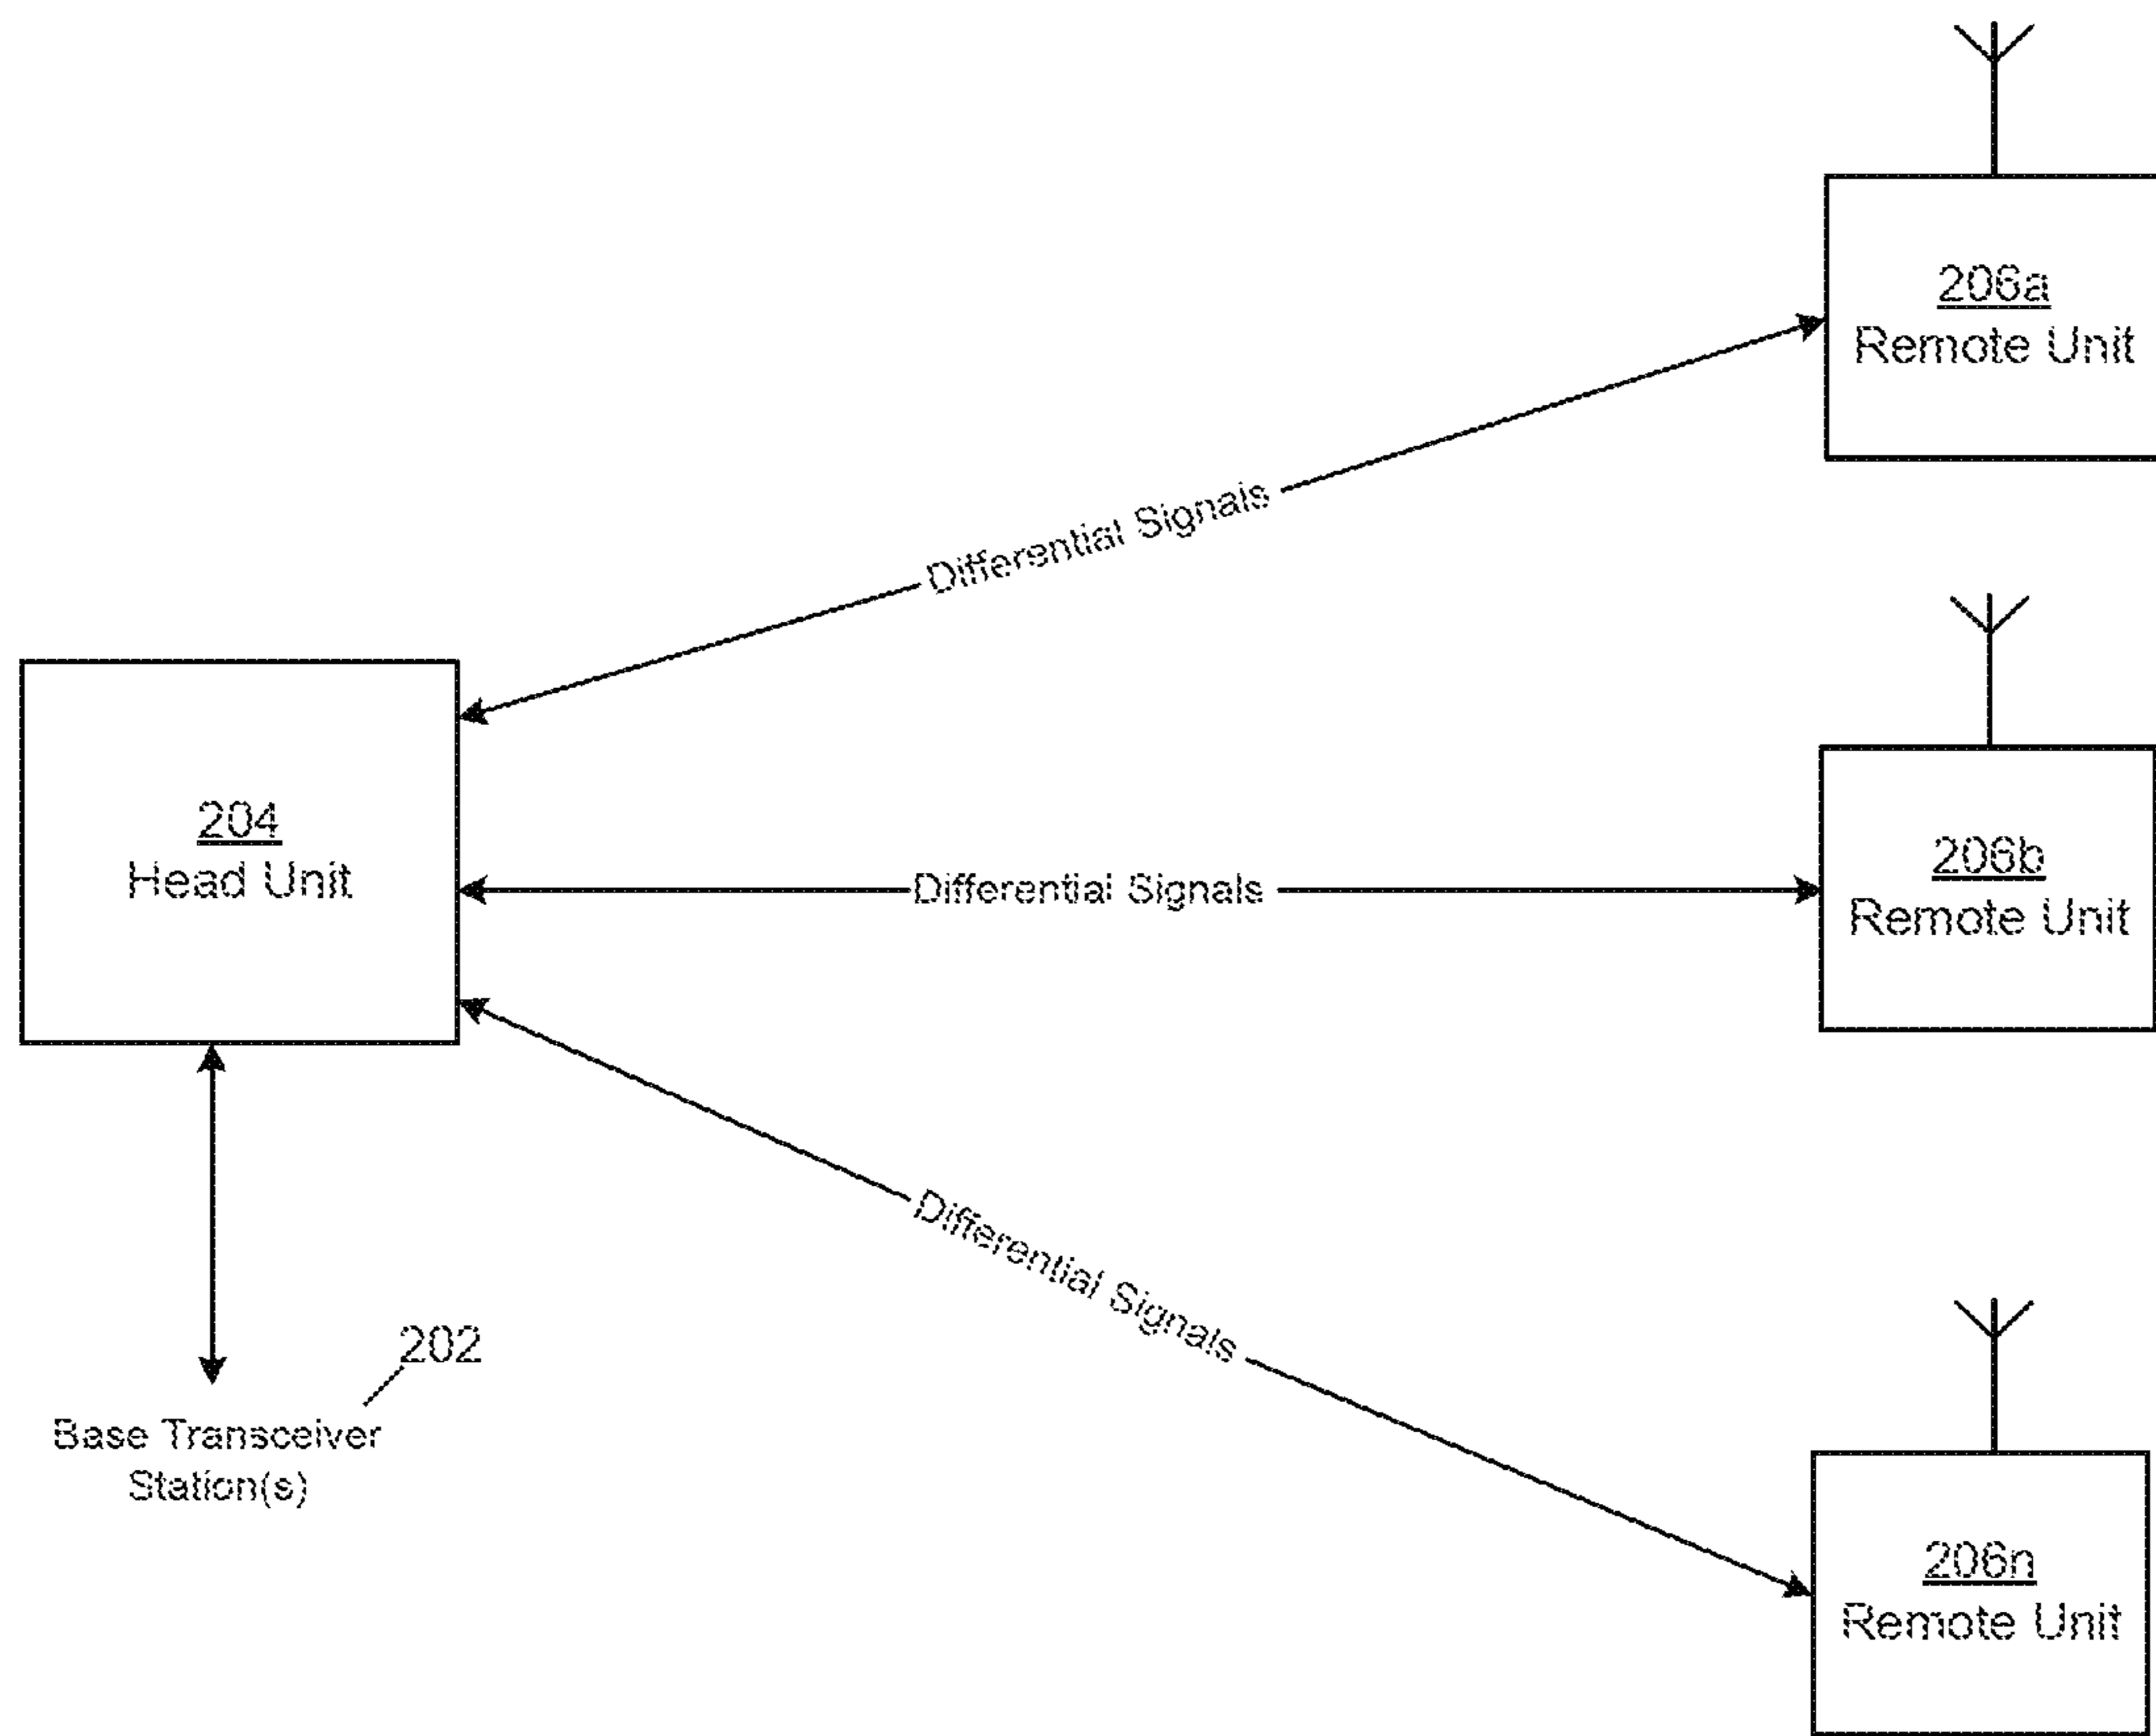 206a
Remote Unit
Differential Signals
204
Head Unit
Differential Signals
206b
Remote Unit
Differential Signals
202
Base Transceiver
Station(s)
206n
Remote Unit